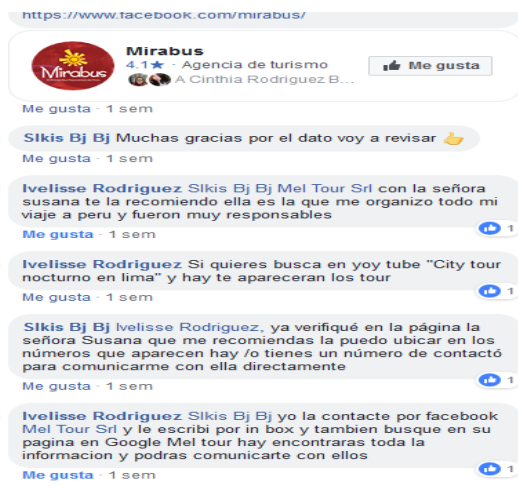 https://www.facebook.com/mirabus/
Mirabus
Mirabus
4.1★ · Agencia de turismo
A Cinthia Rodriguez B...
Me gusta
Me gusta · 1 sem
Slkis Bj Bj Muchas gracias por el dato voy a revisar 👉
Me gusta · 1 sem
Ivelisse Rodriguez Slkis Bj Bj Mel Tour Srl con la señora
susana te la recomiendo ella es la que me organizo todo mi
viaje a peru y fueron muy responsables
Me gusta · 1 sem
1
Ivelisse Rodriguez Si quieres busca en yoy tube "City tour
nocturno en lima" y hay te apareceran los tour
Me gusta · 1 sem
1
Slkis Bj Bj Ivelisse Rodriguez, ya verifiqué en la página la
señora Susana que me recomiendas la puedo ubicar en los
números que aparecen hay /o tienes un número de contactó
para comunicarme con ella directamente
Me gusta · 1 sem
1
Ivelisse Rodriguez Slkis Bj Bj yo la contacte por facebook
Mel Tour Srl y le escribi por in box y tambien busque en su
pagina en Google Mel tour hay encontraras toda la
informacion y podras comunicarte con ellos
Me gusta · 1 sem
1